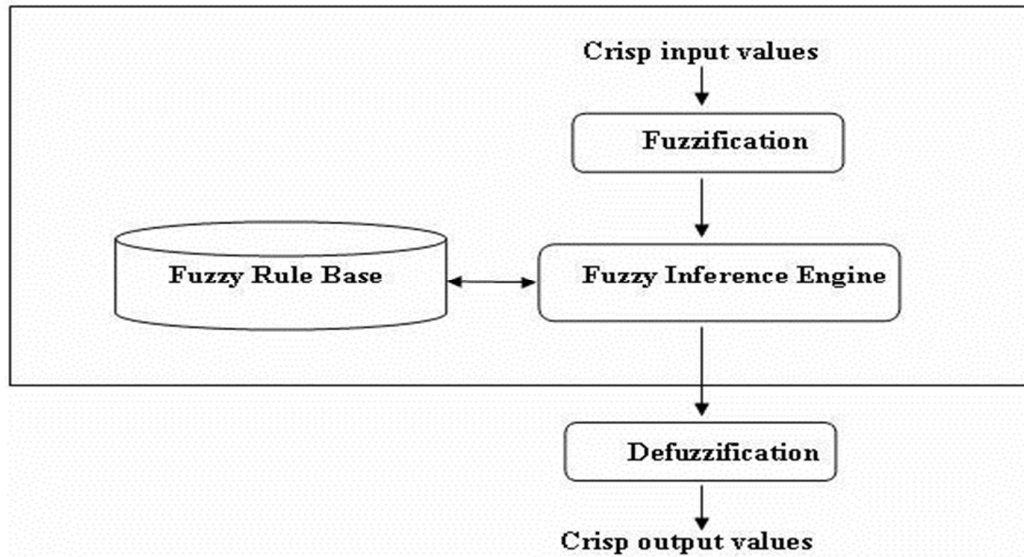 Crisp input values
Fuzzification
Fuzzy Rule Base
Fuzzy Inference Engine
Defuzzification
Crisp output values